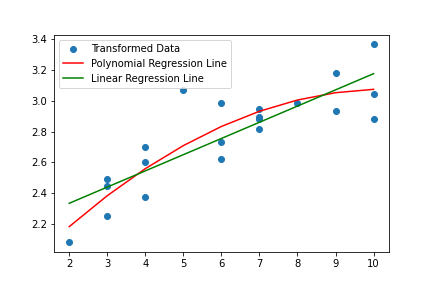 Transformed Data
Polynomial Regression Line
Linear Regression Line
3.4
3.2
3.0
2.8
2.6
2.4
2.2
2 3 4 5 6 7 8 9 10